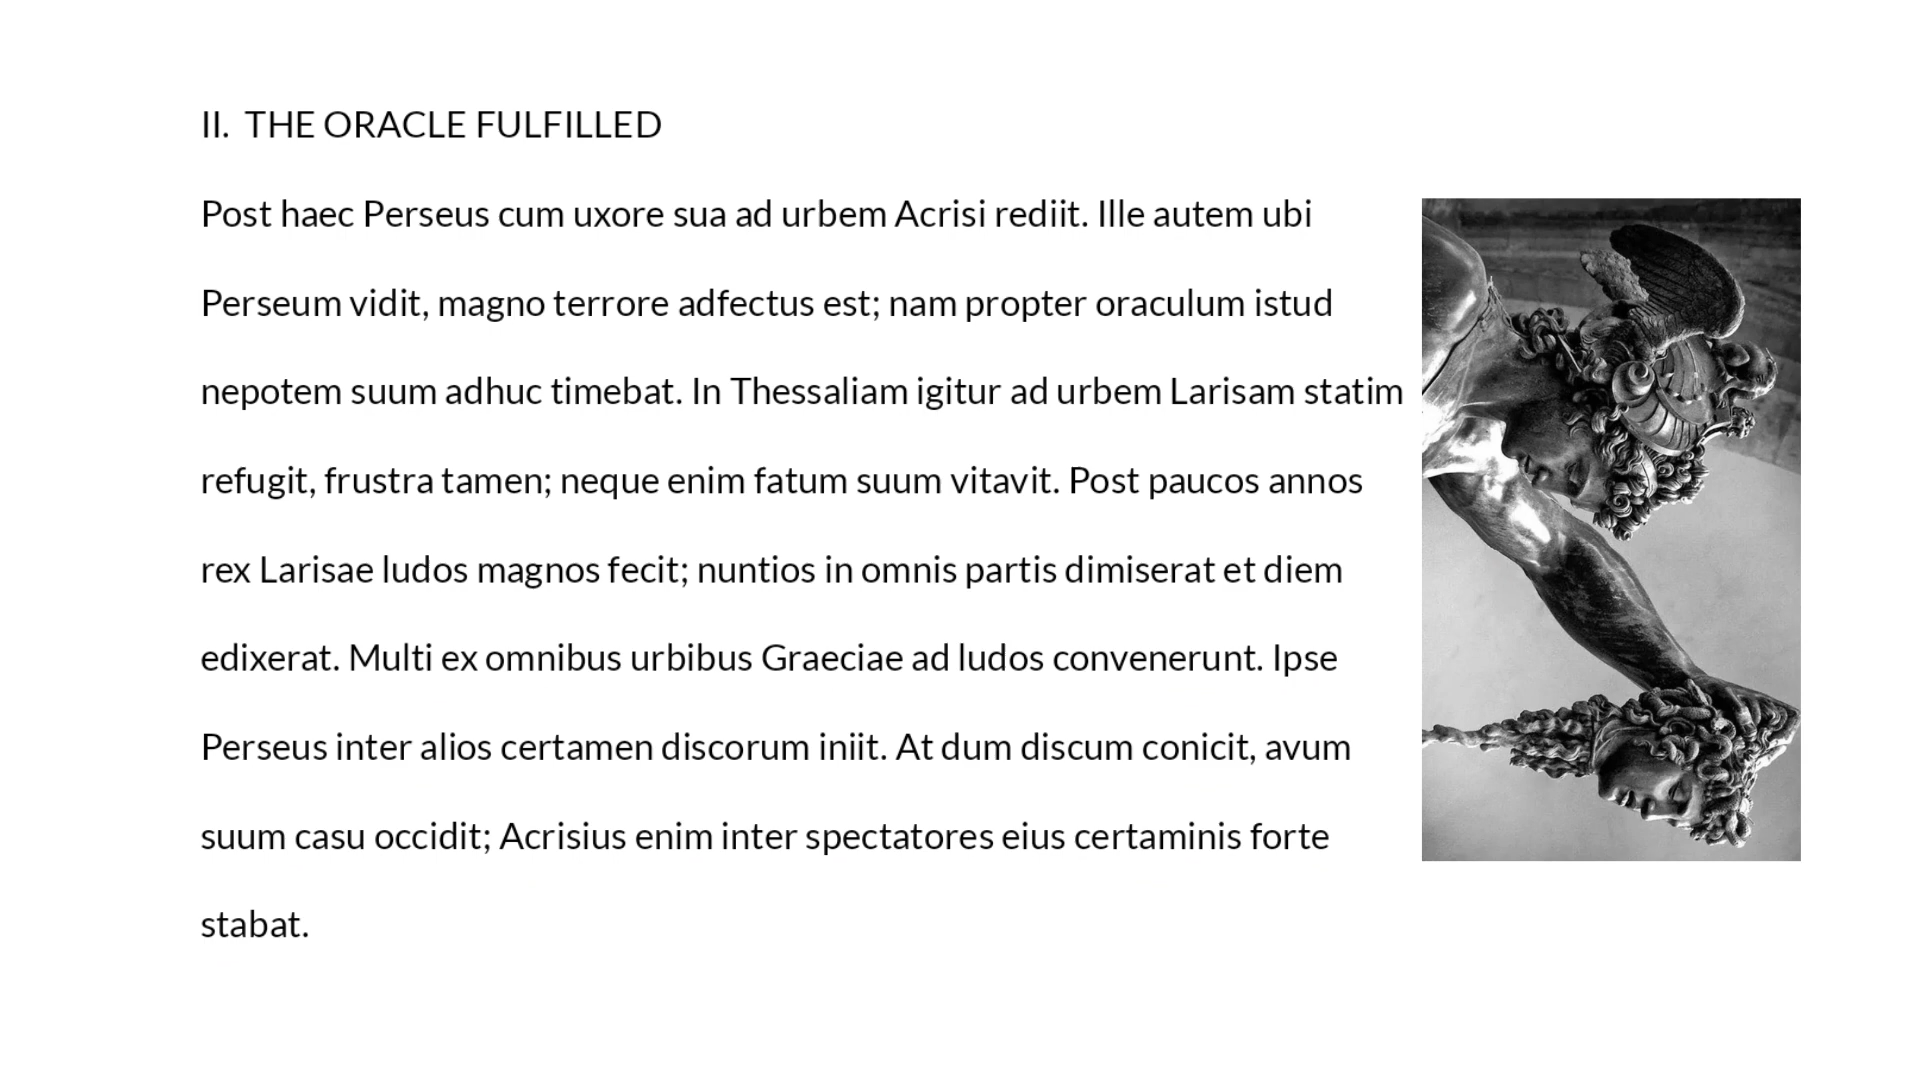 II. THE ORACLE FULFILLED
Post haec Perseus cum uxore sua ad urbem Acrisi rediit. Ille autem ubi
Perseum vidit, magno terrore adfectus est; nam propter oraculum istud
nepotem suum adhuc timebat. In Thessaliam igitur ad urbem Larisam statim
refugit, frustra tamen; neque enim fatum suum vitavit. Post paucos annos
rex Larisae ludos magnos fecit; nuntios in omnis partis dimiserat et diem
edixerat. Multi ex omnibus urbibus Graeciae ad ludos convenerunt. Ipse
Perseus inter alios certamen discorum iniit. At dum discum conicit, avum
suum casu occidit; Acrisius enim inter spectatores eius certaminis forte
stabat.